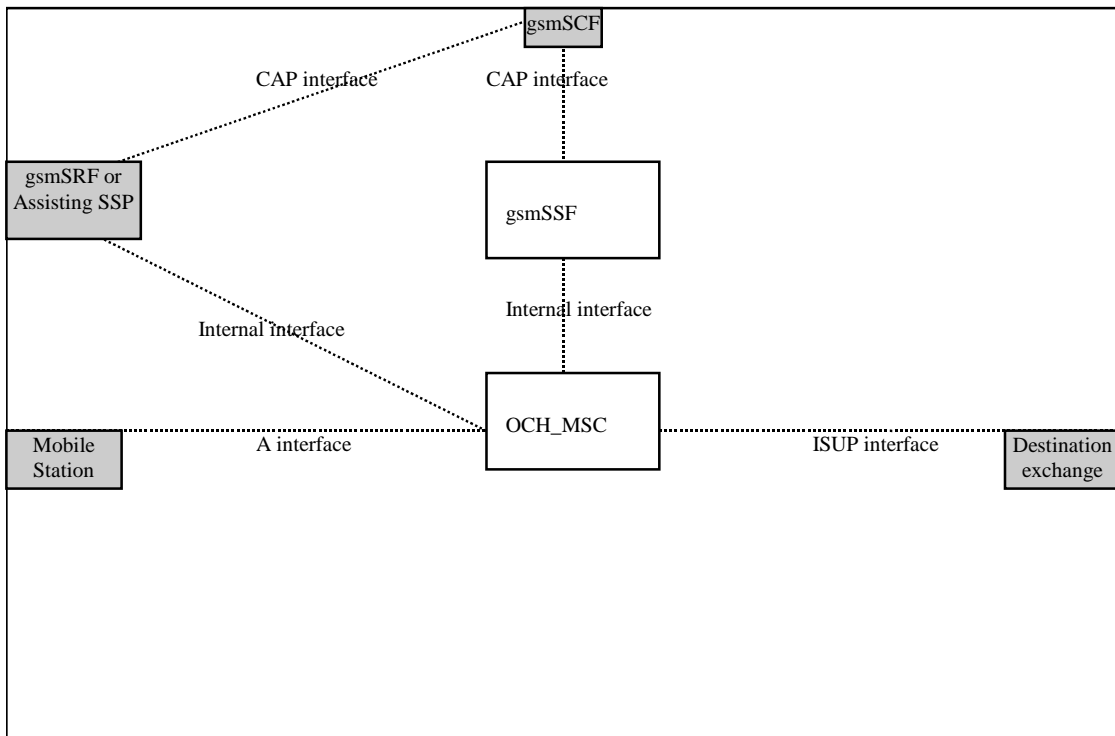 gsmSCF
CAP interface
CAP interface
gsmSRF or
Assisting SSP
gsmSSF
Internal interface
Internal interface
OCH_MSC
Mobile
Station
A interface
ISUP interface
Destination
exchange